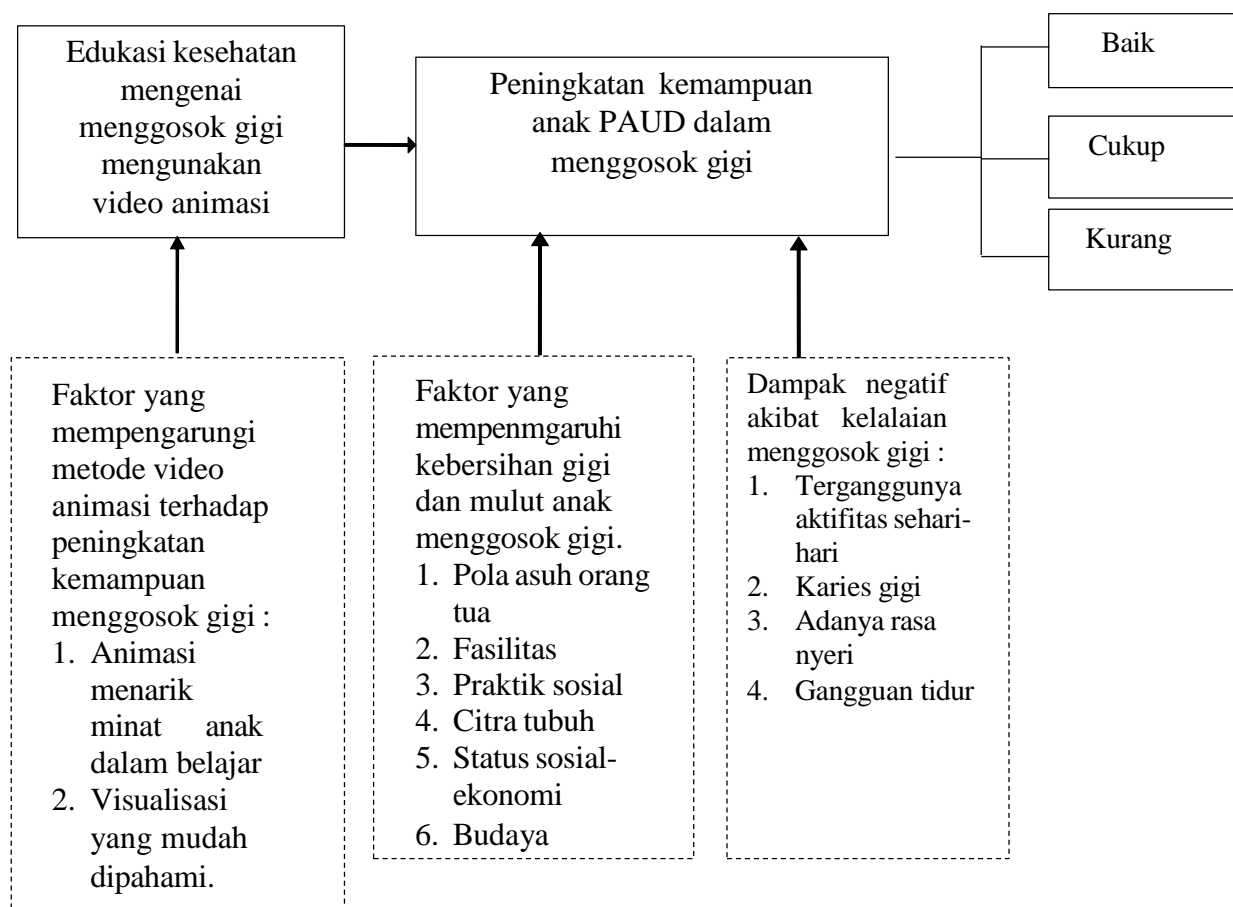 Edukasi kesehatan
mengenai
menggosok gigi
mengunakan
video animasi
Peningkatan kemampuan
anak PAUD dalam
menggosok gigi
Baik
Cukup
Kurang
Faktor yang
mempengarungi
metode video
animasi terhadap
peningkatan
kemampuan
menggosok gigi :
1. Animasi
menarik
minat anak
dalam belajar
2. Visualisasi
yang mudah
dipahami.
Faktor yang
mempenmgaruhi
kebersihan gigi
dan mulut anak
menggosok gigi.
1. Pola asuh orang
tua
2. Fasilitas
3. Praktik sosial
4. Citra tubuh
5. Status sosial-
ekonomi
6. Budaya
Dampak negatif
akibat kelalaian
menggosok gigi :
1. Terganggunya
aktifitas sehari-
hari
2. Karies gigi
3. Adanya rasa
nyeri
4. Gangguan tidur